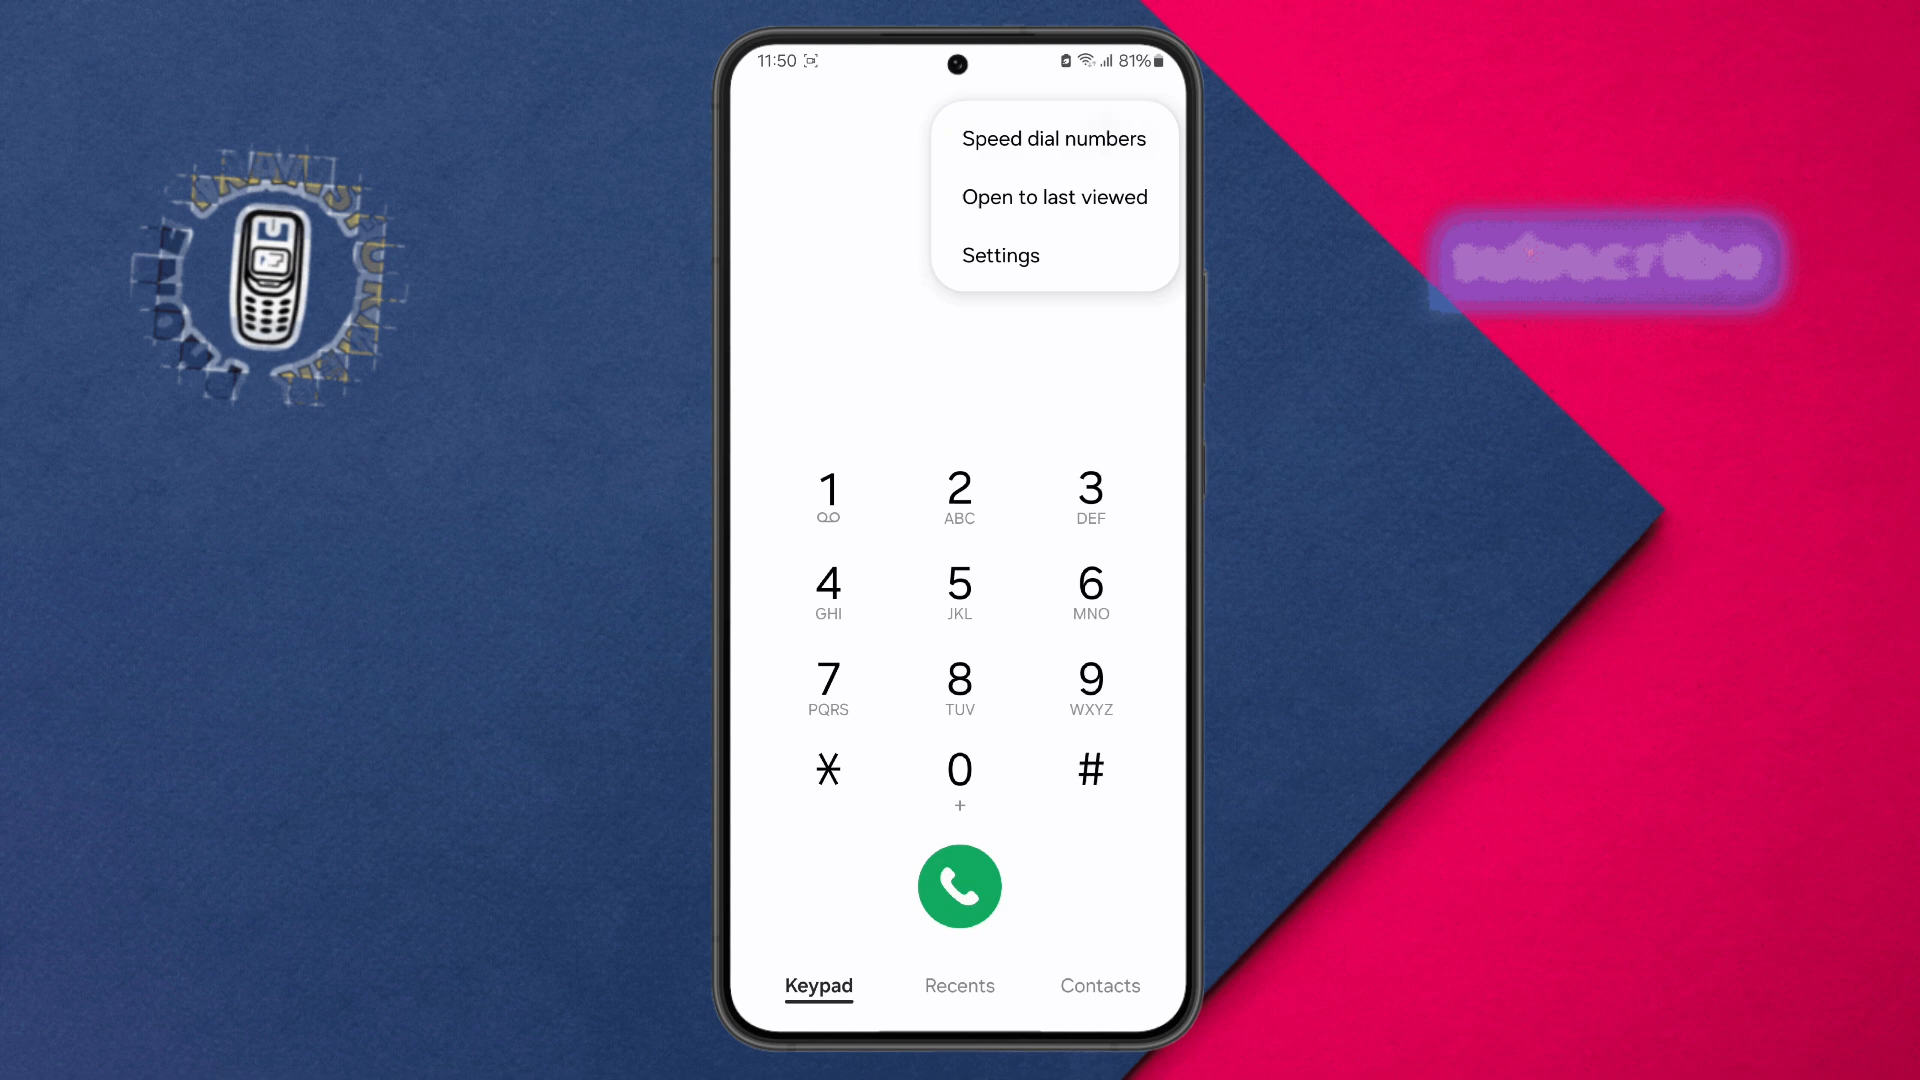 11:50
81%
Speed dial numbers
Open to last viewed
Settings
1
2
ABC
3
DEF
4
GHI
5
JKL
6
MNO
7
PQRS
8
TUV
9
WXYZ
*
0
+
#
Keypad
Recents
Contacts